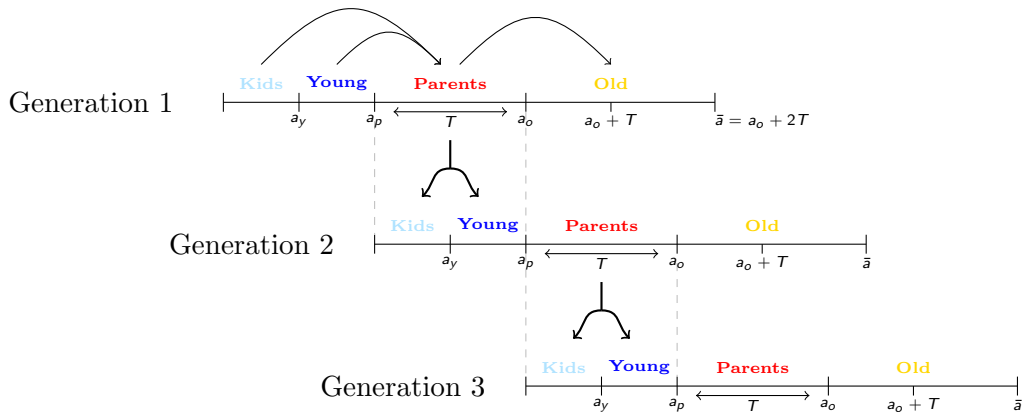 Kids Young Parents Old
Generation 1
a_y a_p T a_o a_o + T ā = a_o + 2T
Kids Young Parents Old
Generation 2
a_y a_p T a_o a_o + T ā
Kids Young Parents Old
Generation 3
a_y a_p T a_o a_o + T ā